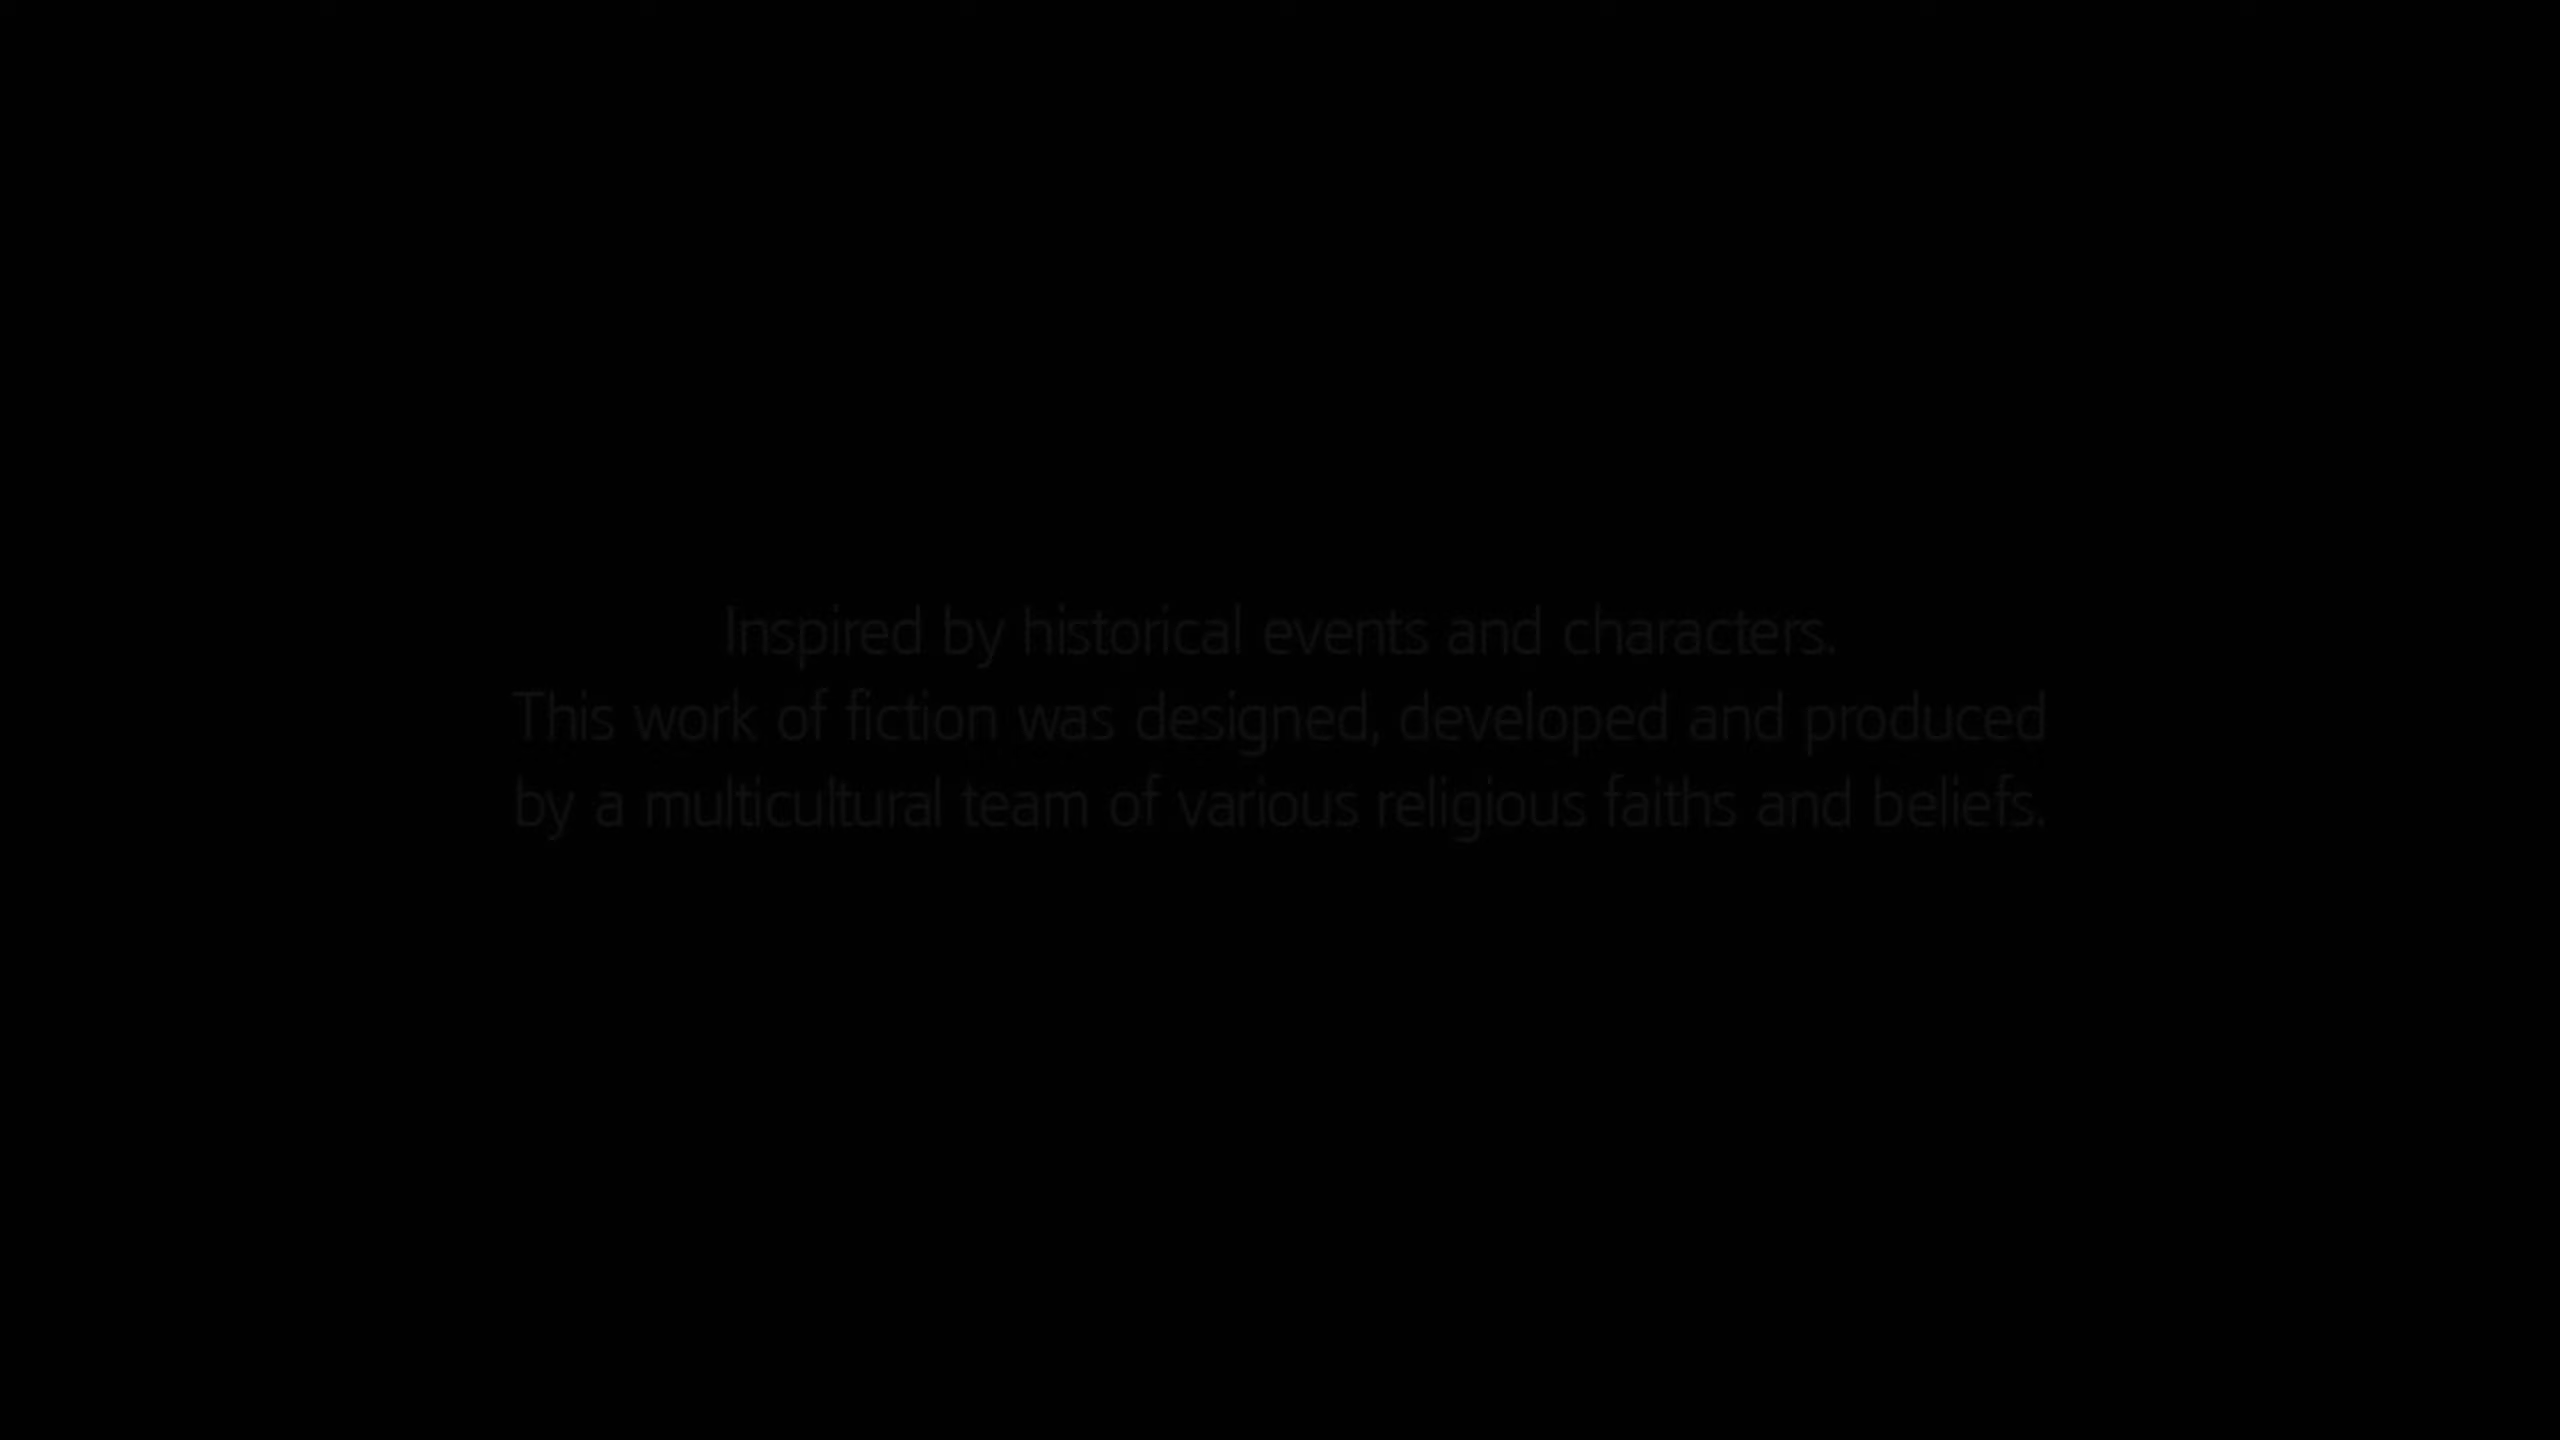 Inspired by historical events and characters.
This work of fiction was designed, developed and produced
by a multicultural team of various religious faiths and beliefs.